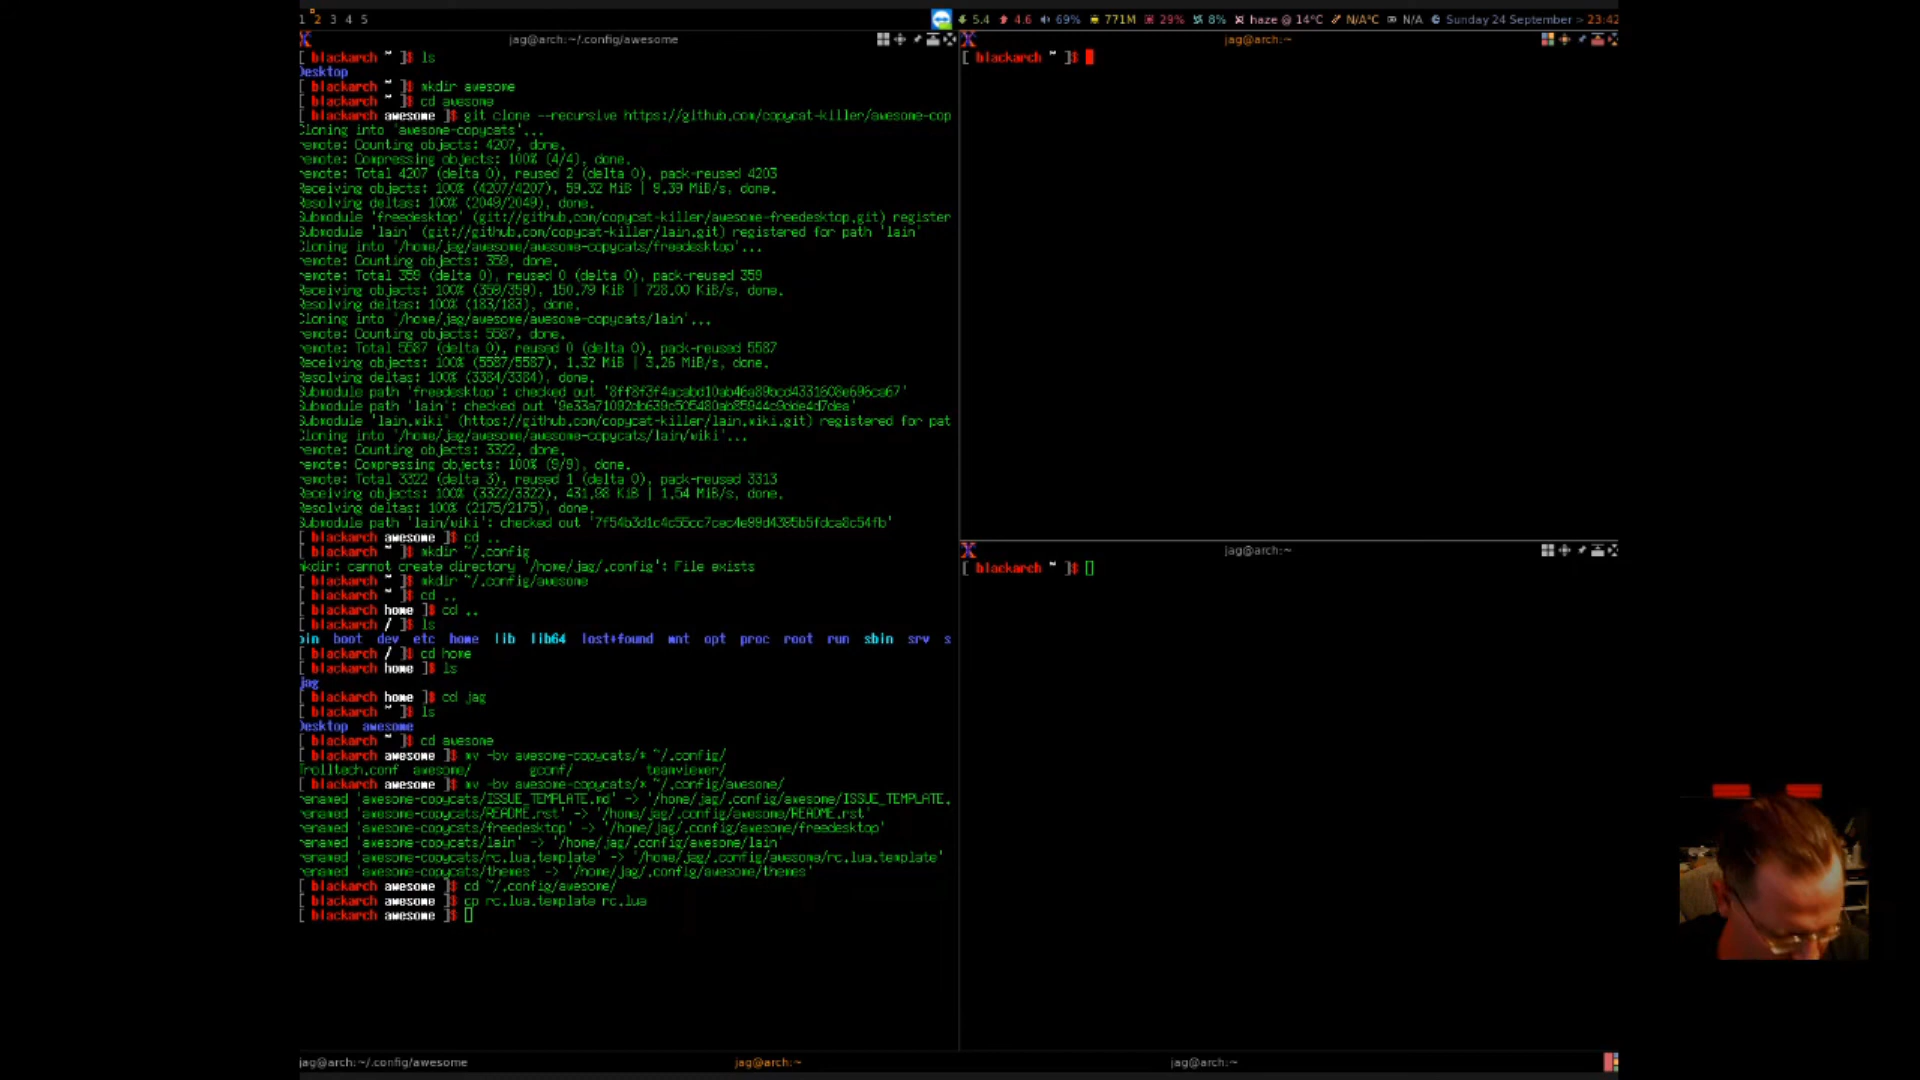 1 2 3 4 5
5.4 4.6 69% 771M 29% 8% haze @ 14°C N/A°C N/A Sunday 24 September > 23:42
jag@arch:~/.config/awesome
[ blackarch ~ ]$ ls
Desktop
[ blackarch ~ ]$ mkdir awesome
[ blackarch ~ ]$ cd awesome
[ blackarch awesome ]$ git clone --recursive https://github.com/copycat-killer/awesome-cop
Cloning into 'awesome-copycats'...
remote: Counting objects: 4207, done.
remote: Compressing objects: 100% (4/4), done.
remote: Total 4207 (delta 0), reused 2 (delta 0), pack-reused 4203
Receiving objects: 100% (4207/4207), 59.32 MiB | 9.39 MiB/s, done.
Resolving deltas: 100% (2049/2049), done.
Submodule 'freedesktop' (git://github.com/copycat-killer/awesome-freedesktop.git) register
Submodule 'lain' (git://github.com/copycat-killer/lain.git) registered for path 'lain'
Cloning into '/home/jag/awesome/awesome-copycats/freedesktop'...
remote: Counting objects: 359, done.
remote: Total 359 (delta 0), reused 0 (delta 0), pack-reused 359
Receiving objects: 100% (359/359), 150.79 KiB | 728.00 KiB/s, done.
Resolving deltas: 100% (183/183), done.
Cloning into '/home/jag/awesome/awesome-copycats/lain'...
remote: Counting objects: 5587, done.
remote: Total 5587 (delta 0), reused 0 (delta 0), pack-reused 5587
Receiving objects: 100% (5587/5587), 1.32 MiB | 3.26 MiB/s, done.
Resolving deltas: 100% (3384/3384), done.
Submodule path 'freedesktop': checked out '8ff8f3f4acabd10ab46a89bcd4331608e696ca67'
Submodule path 'lain': checked out '9e33a71092db639c505480ab85944c9dde4d7dea'
Submodule 'lain.wiki' (https://github.com/copycat-killer/lain.wiki.git) registered for pat
Cloning into '/home/jag/awesome/awesome-copycats/lain/wiki'...
remote: Counting objects: 3322, done.
remote: Compressing objects: 100% (9/9), done.
remote: Total 3322 (delta 3), reused 1 (delta 0), pack-reused 3313
Receiving objects: 100% (3322/3322), 431.98 KiB | 1.54 MiB/s, done.
Resolving deltas: 100% (2175/2175), done.
Submodule path 'lain/wiki': checked out '7f54b3d1c4c55cc7cec4e99d4385b5fdca8c54fb'
[ blackarch awesome ]$ cd ..
[ blackarch ~ ]$ mkdir ~/.config
mkdir: cannot create directory '/home/jag/.config': File exists
[ blackarch ~ ]$ mkdir ~/.config/awesome
[ blackarch ~ ]$ cd ..
[ blackarch home ]$ cd ..
[ blackarch / ]$ ls
bin boot dev etc home lib lib64 lost+found mnt opt proc root run sbin srv s
[ blackarch / ]$ cd home
[ blackarch home ]$ ls
jag
[ blackarch home ]$ cd jag
[ blackarch ~ ]$ ls
Desktop awesome
[ blackarch ~ ]$ cd awesome
[ blackarch awesome ]$ mv -bv awesome-copycats/* ~/.config/
Trolltech.conf awesome/ gconf/ teamviewer/
[ blackarch awesome ]$ mv -bv awesome-copycats/* ~/.config/awesome/
renamed 'awesome-copycats/ISSUE_TEMPLATE.md' -> '/home/jag/.config/awesome/ISSUE_TEMPLATE.
renamed 'awesome-copycats/README.rst' -> '/home/jag/.config/awesome/README.rst'
renamed 'awesome-copycats/freedesktop' -> '/home/jag/.config/awesome/freedesktop'
renamed 'awesome-copycats/lain' -> '/home/jag/.config/awesome/lain'
renamed 'awesome-copycats/rc.lua.template' -> '/home/jag/.config/awesome/rc.lua.template'
renamed 'awesome-copycats/themes' -> '/home/jag/.config/awesome/themes'
[ blackarch awesome ]$ cd ~/.config/awesome/
[ blackarch awesome ]$ cp rc.lua.template rc.lua
[ blackarch awesome ]$
jag@arch:~
[ blackarch ~ ]$
jag@arch:~
[ blackarch ~ ]$
jag@arch:~/.config/awesome jag@arch:~ jag@arch:~